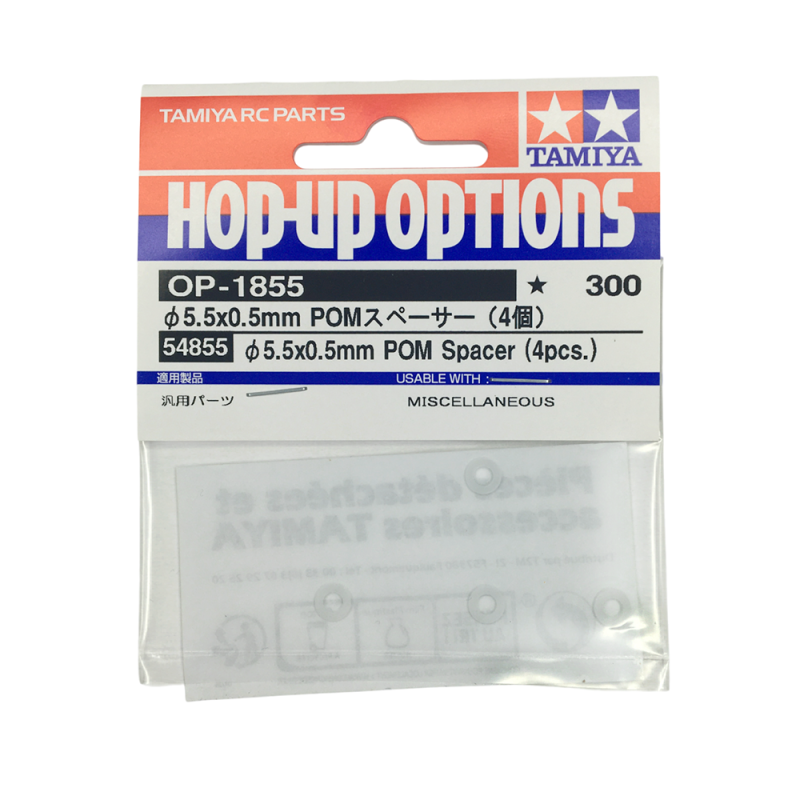 TAMIYA RC PARTS
TAMIYA
HOP-UP OPTIONS
OP-1855 ★ 300
φ5.5x0.5mm POMスペーサー(4個)
54855 φ5.5x0.5mm POM Spacer (4pcs.)
適用製品 USABLE WITH :
汎用パーツ MISCELLANEOUS
Pièces détachées et
accessoires TAMIYA